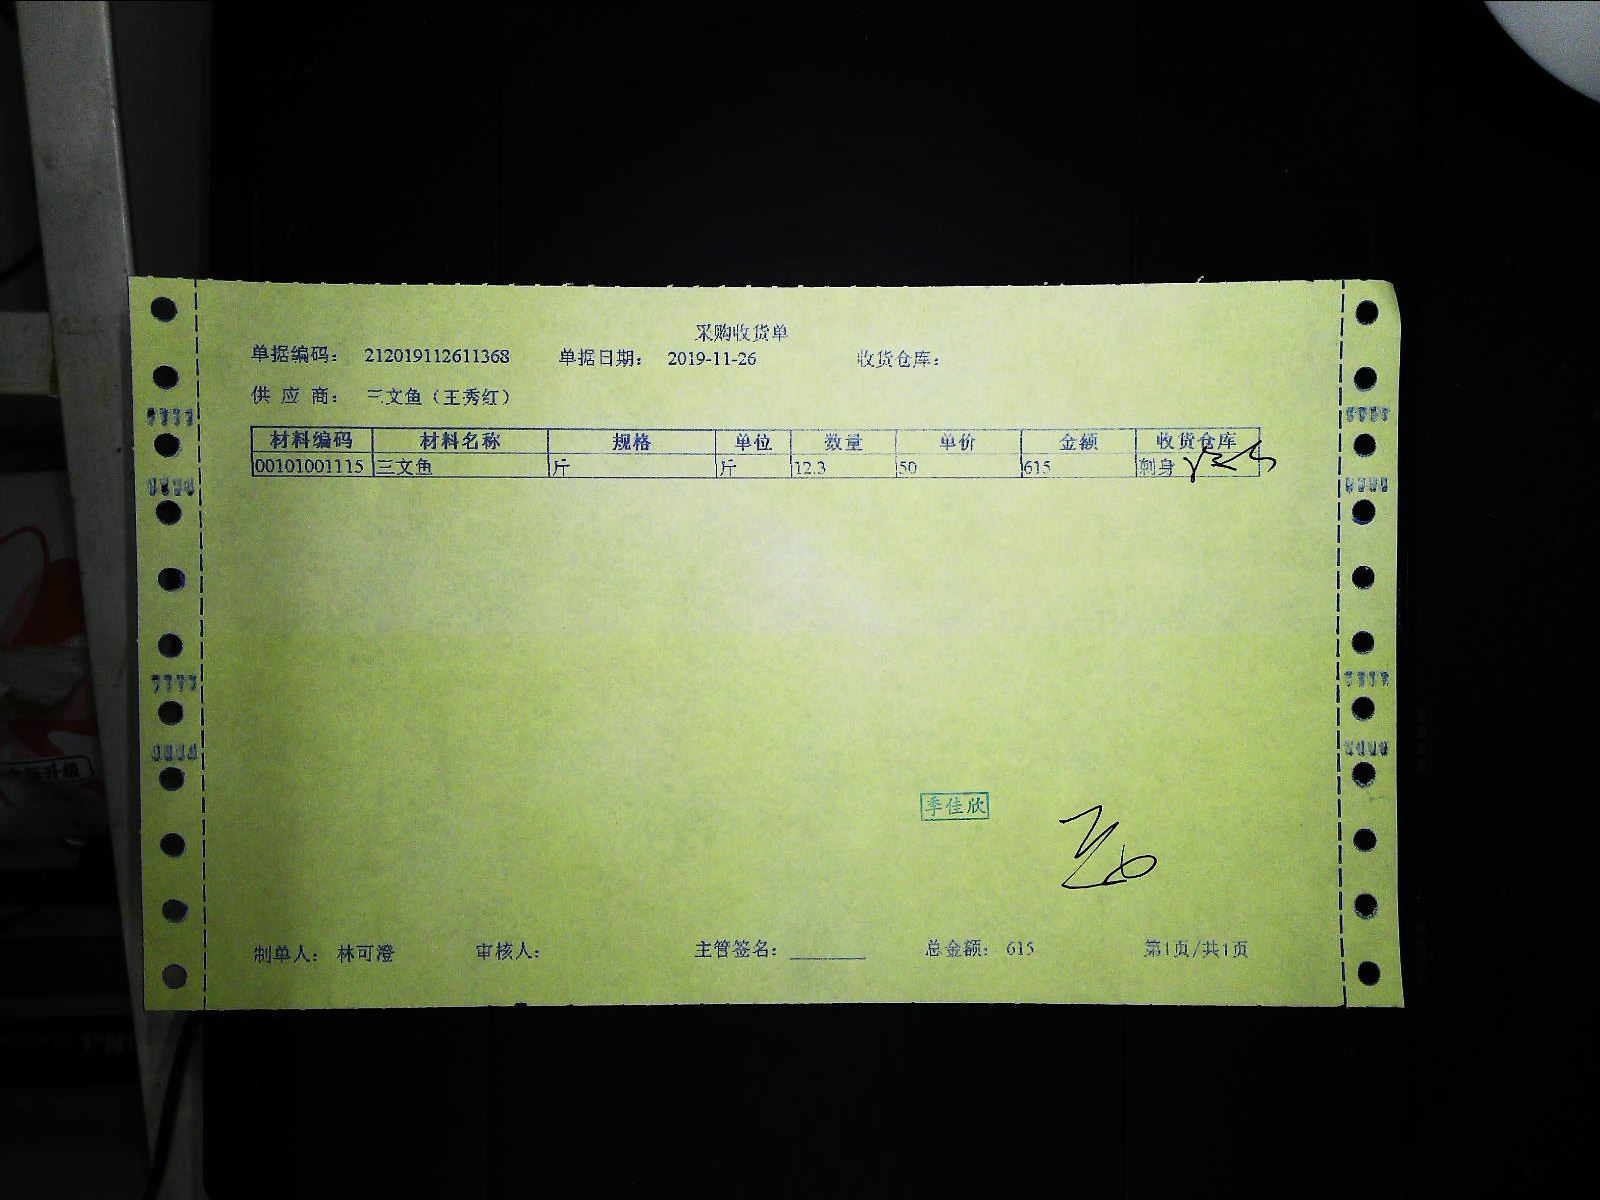 采购收货单
单据编码： 212019112611368 单据日期： 2019-11-26 收货仓库：
供 应 商： 三文鱼（王秀红）
材料编码 材料名称 规格 单位 数量 单价 金额 收货仓库
00101001115 三文鱼 斤 斤 12.3 50 615 刺身
季佳欣
制单人： 林可澄 审核人： 主管签名： ______ 总金额： 615 第1页/共1页